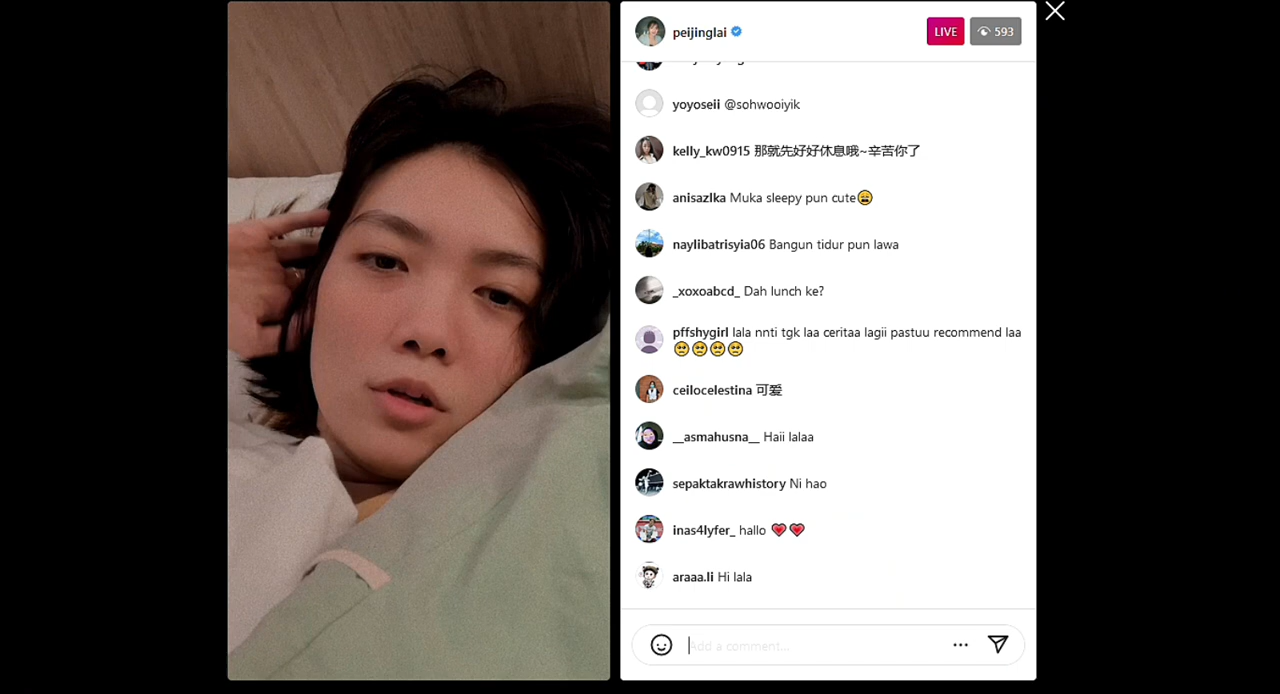 peijinglai
LIVE
593
yoyoseii @sohwooiyik
kelly_kw0915 那就先好好休息哦~辛苦你了
anisazlka Muka sleepy pun cute😩
naylibatrisyia06 Bangun tidur pun lawa
_xoxoabcd_ Dah lunch ke?
pffshygirl lala nnti tgk laa ceritaa lagii pastuu recommend laa
🥺🥺🥺🥺
ceilocelestina 可爱
__asmahusna__ Haii lalaa
sepaktakrawhistory Ni hao
inas4lyfer_ hallo 💗💗
araaa.li Hi lala
Add a comment...